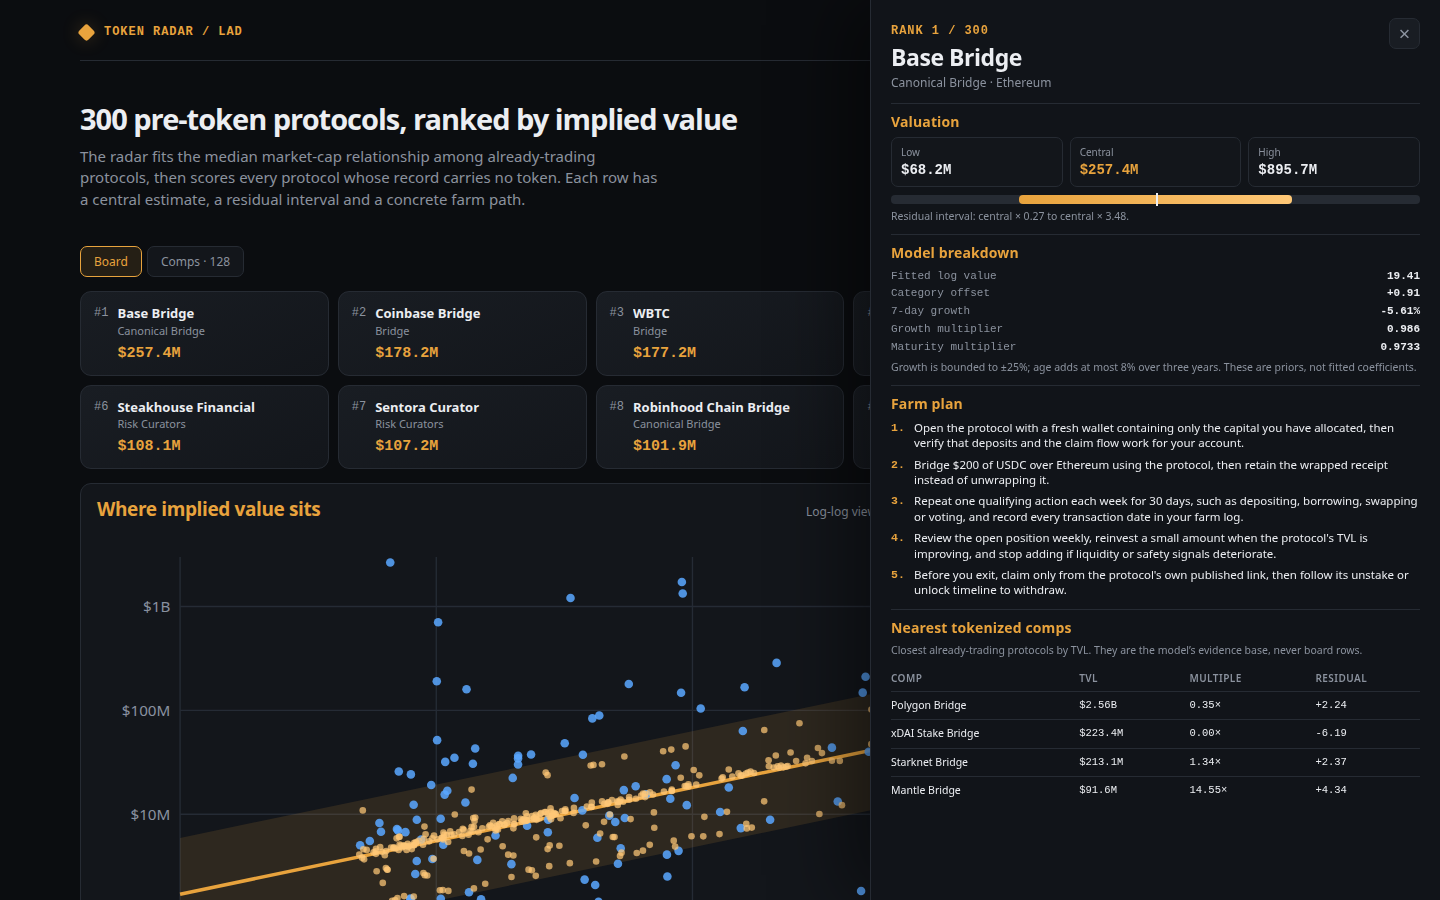 TOKEN RADAR / LAD
300 pre-token protocols, ranked by implied value
The radar fits the median market-cap relationship among already-trading
protocols, then scores every protocol whose record carries no token. Each row has
a central estimate, a residual interval and a concrete farm path.
Board
Comps · 128
#1 Base Bridge
Canonical Bridge
$257.4M
#2 Coinbase Bridge
Bridge
$178.2M
#3 WBTC
Bridge
$177.2M
#6 Steakhouse Financial
Risk Curators
$108.1M
#7 Sentora Curator
Risk Curators
$107.2M
#8 Robinhood Chain Bridge
Canonical Bridge
$101.9M
Where implied value sits
Log-log view
$1B
$100M
$10M
RANK 1 / 300
×
Base Bridge
Canonical Bridge · Ethereum
Valuation
Low
$68.2M
Central
$257.4M
High
$895.7M
Residual interval: central × 0.27 to central × 3.48.
Model breakdown
Fitted log value 19.41
Category offset +0.91
7-day growth -5.61%
Growth multiplier 0.986
Maturity multiplier 0.9733
Growth is bounded to ±25%; age adds at most 8% over three years. These are priors, not fitted coefficients.
Farm plan
1. Open the protocol with a fresh wallet containing only the capital you have allocated, then
verify that deposits and the claim flow work for your account.
2. Bridge $200 of USDC over Ethereum using the protocol, then retain the wrapped receipt
instead of unwrapping it.
3. Repeat one qualifying action each week for 30 days, such as depositing, borrowing, swapping
or voting, and record every transaction date in your farm log.
4. Review the open position weekly, reinvest a small amount when the protocol's TVL is
improving, and stop adding if liquidity or safety signals deteriorate.
5. Before you exit, claim only from the protocol's own published link, then follow its unstake or
unlock timeline to withdraw.
Nearest tokenized comps
Closest already-trading protocols by TVL. They are the model's evidence base, never board rows.
COMP TVL MULTIPLE RESIDUAL
Polygon Bridge $2.56B 0.35× +2.24
xDAI Stake Bridge $223.4M 0.00× -6.19
Starknet Bridge $213.1M 1.34× +2.37
Mantle Bridge $91.6M 14.55× +4.34